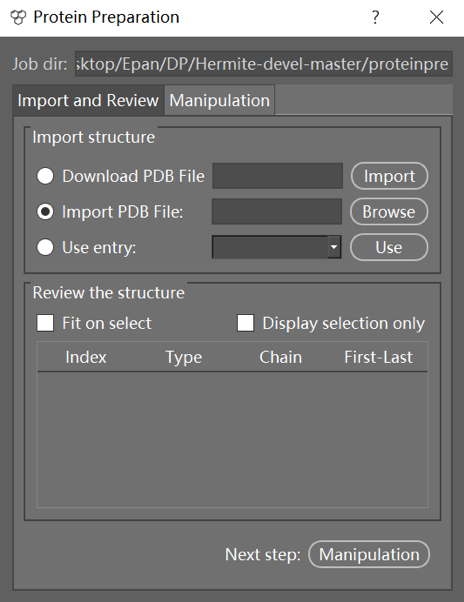 Protein Preparation
Job dir: sktop/Epan/DP/Hermite-devel-master/proteinpre
Import and Review Manipulation
Import structure
Download PDB File Import
Import PDB File: Browse
Use entry: Use
Review the structure
Fit on select Display selection only
Index Type Chain First-Last
Next step: Manipulation